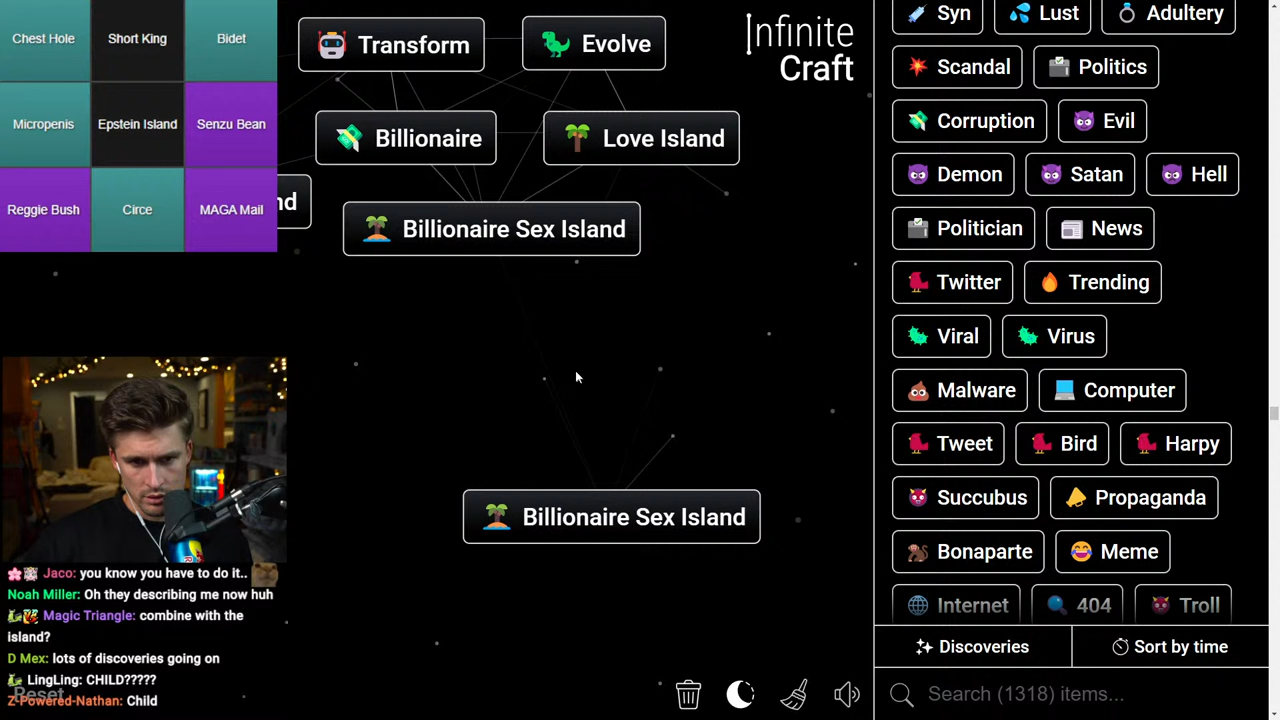 Chest Hole
Short King
Bidet
Micropenis
Epstein Island
Senzu Bean
Reggie Bush
Circe
MAGA Mail
Transform
Evolve
Billionaire
Love Island
nd
Billionaire Sex Island
Billionaire Sex Island
Infinite
Craft
Syn
Lust
Adultery
Scandal
Politics
Corruption
Evil
Demon
Satan
Hell
Politician
News
Twitter
Trending
Viral
Virus
Malware
Computer
Tweet
Bird
Harpy
Succubus
Propaganda
Bonaparte
Meme
Internet
404
Troll
Discoveries
Sort by time
Search (1318) items...
Jaco: you know you have to do it..
Noah Miller: Oh they describing me now huh
Magic Triangle: combine with the
island?
D Mex: lots of discoveries going on
LingLing: CHILD?????
Z-Powered-Nathan: Child
Reset